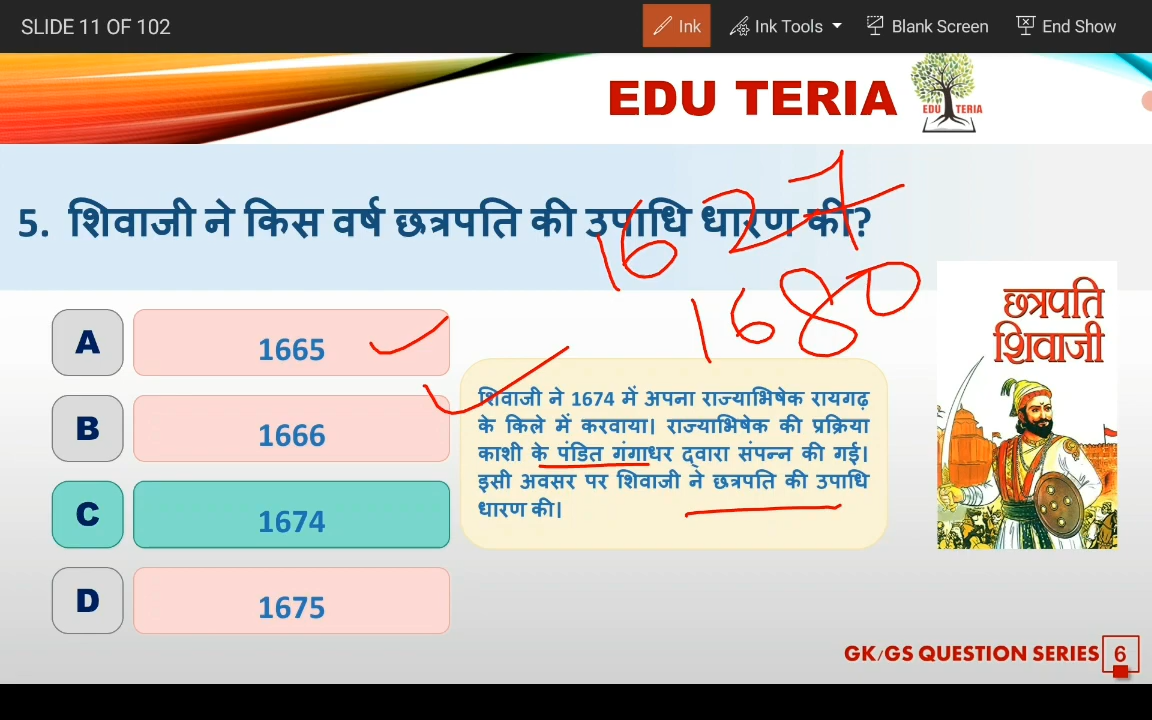 SLIDE 11 OF 102
Ink
Ink Tools
Blank Screen
End Show
EDU TERIA
EDU TERIA
5. शिवाजी ने किस वर्ष छत्रपति की उपाधि धारण की?
1627
1680
A 1665
B 1666
C 1674
D 1675
शिवाजी ने 1674 में अपना राज्याभिषेक रायगढ़
के किले में करवाया। राज्याभिषेक की प्रक्रिया
काशी के पंडित गंगाधर द्वारा संपन्न की गई।
इसी अवसर पर शिवाजी ने छत्रपति की उपाधि
धारण की।
छत्रपति
शिवाजी
GK/GS QUESTION SERIES 6